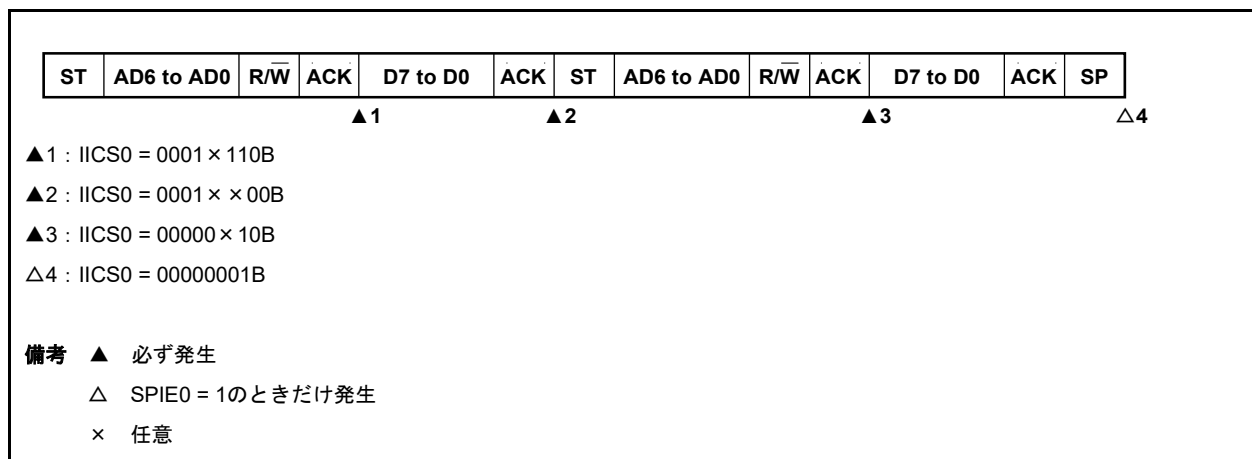 ST AD6 to AD0 R/W̅ ACK D7 to D0 ACK ST AD6 to AD0 R/W̅ ACK D7 to D0 ACK SP
▲1 ▲2 ▲3 △4
▲1 : IICS0 = 0001×110B
▲2 : IICS0 = 0001××00B
▲3 : IICS0 = 00000×10B
△4 : IICS0 = 00000001B
備考 ▲ 必ず発生
△ SPIE0 = 1のときだけ発生
× 任意